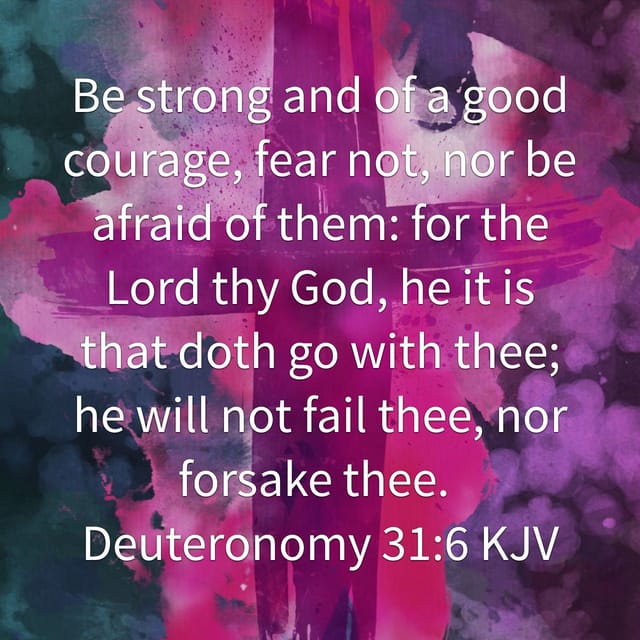 Be strong and of a good
courage, fear not, nor be
afraid of them: for the
Lord thy God, he it is
that doth go with thee;
he will not fail thee, nor
forsake thee.
Deuteronomy 31:6 KJV